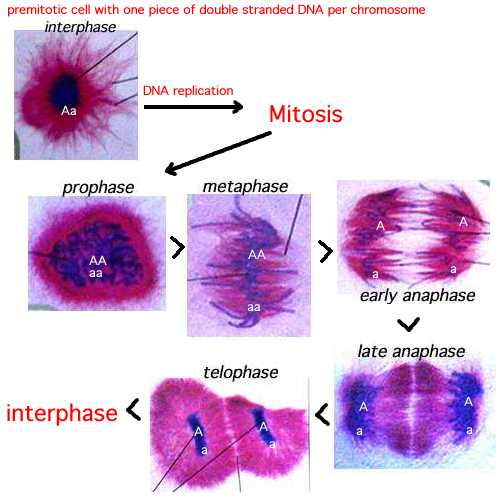 premitotic cell with one piece of double stranded DNA per chromosome
interphase
Aa
DNA replication
Mitosis
prophase
AA
aa
metaphase
AA
aa
A
A
a
a
early anaphase
late anaphase
A
A
a
a
telophase
A
A
a
a
interphase